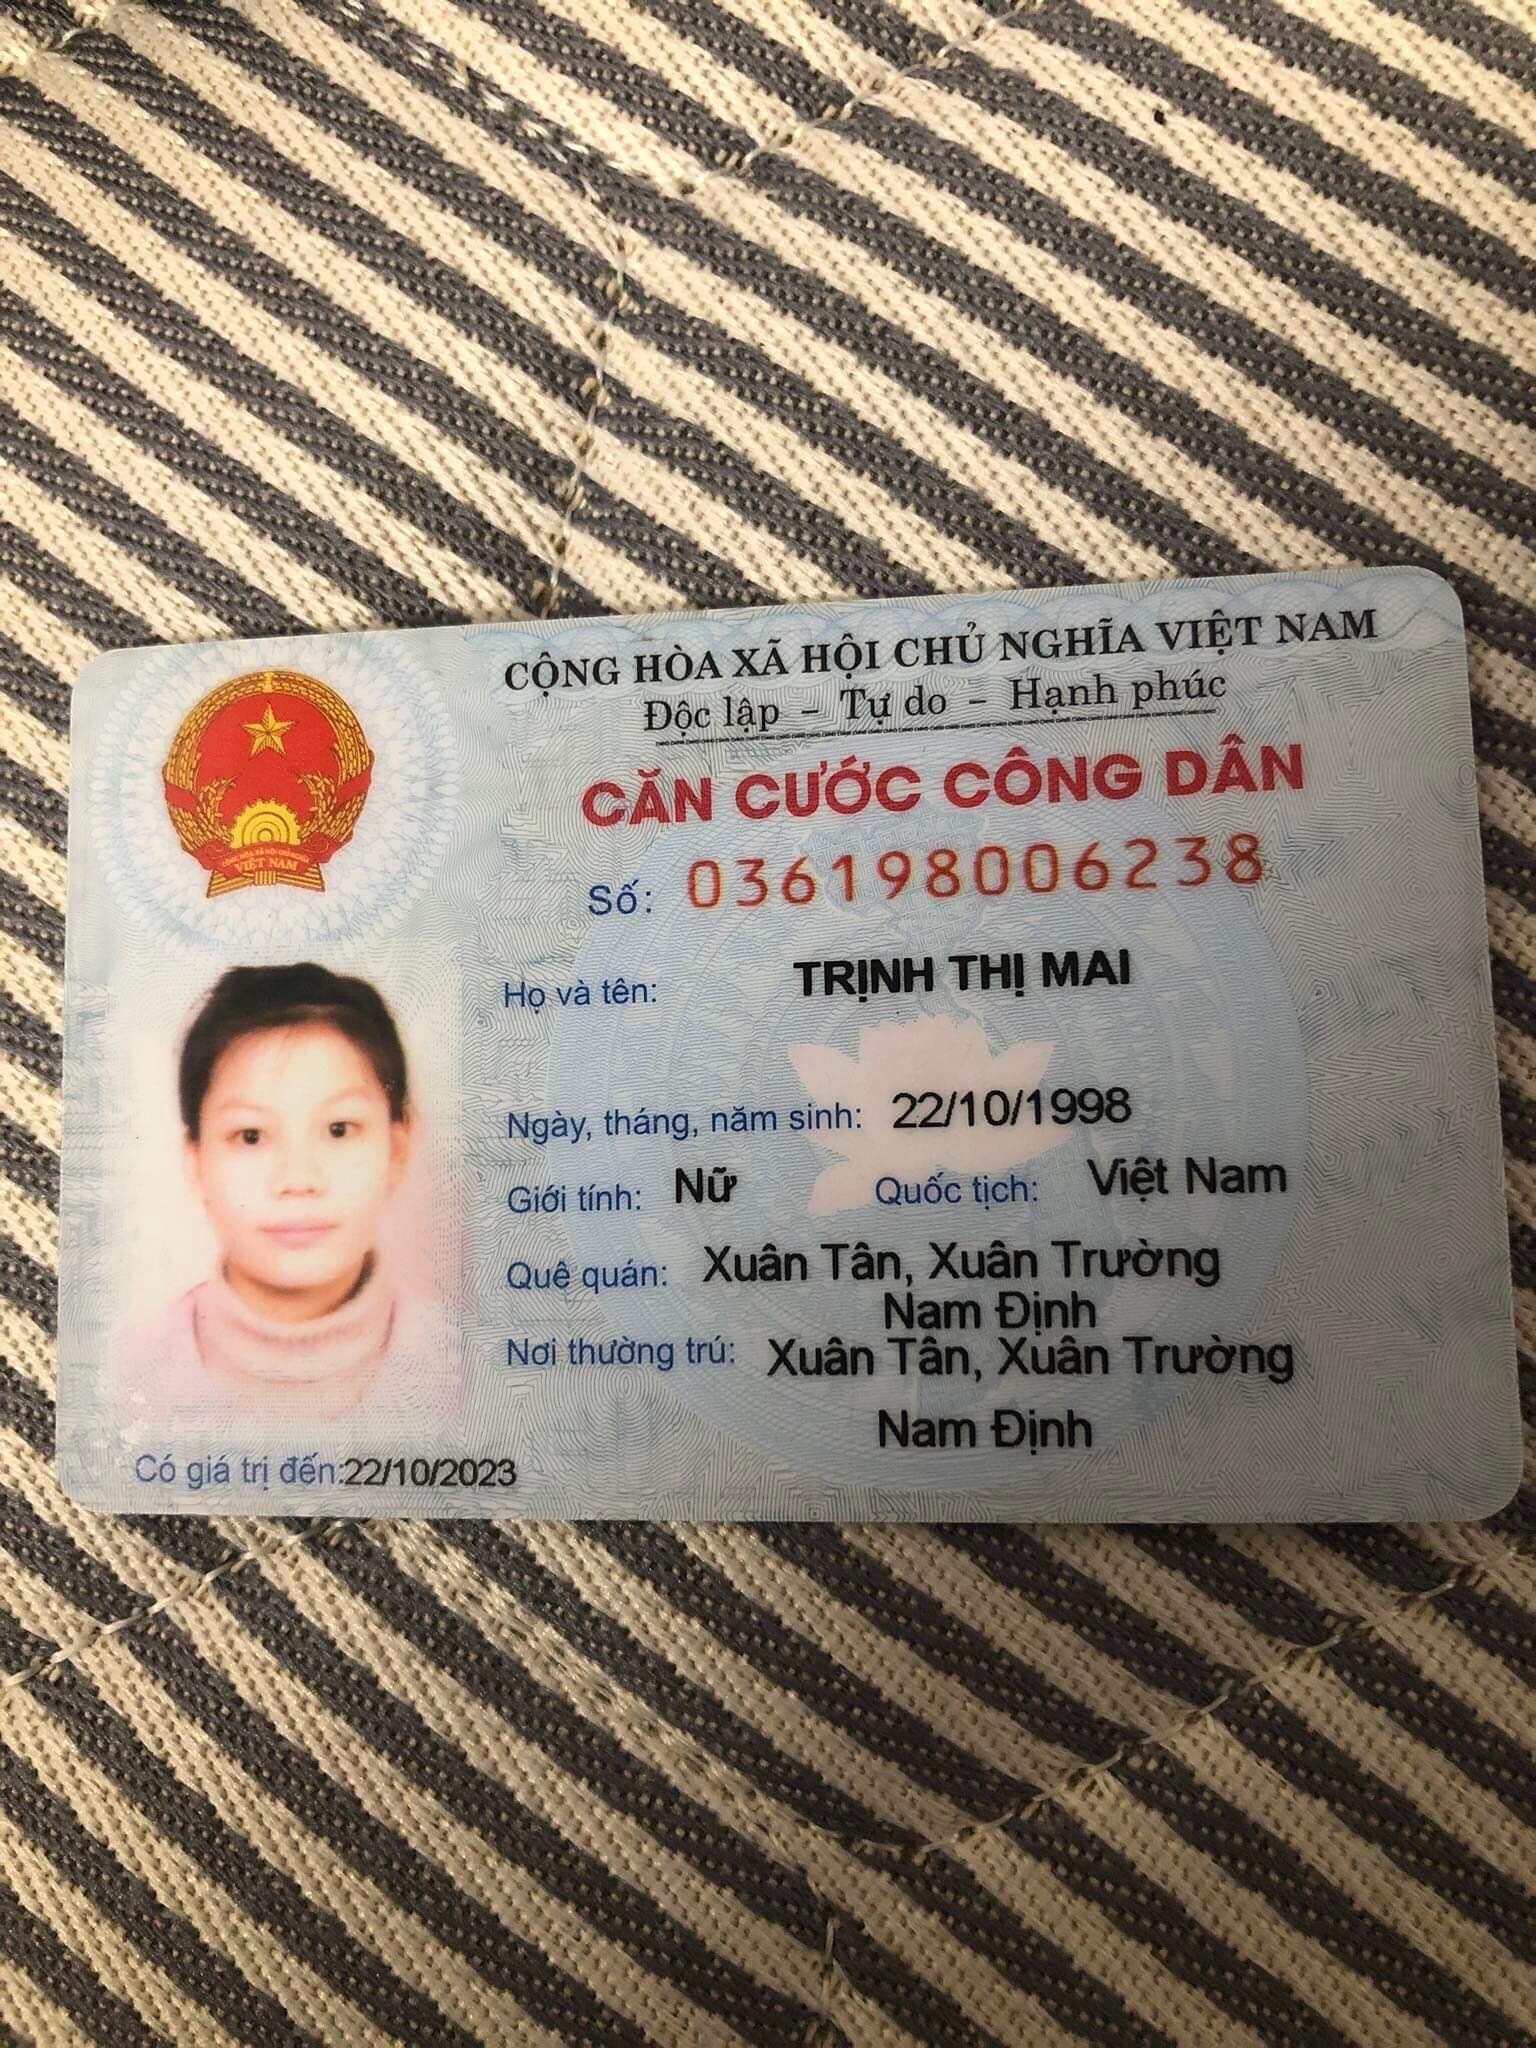 CỘNG HÒA XÃ HỘI CHỦ NGHĨA VIỆT NAM
Độc lập – Tự do – Hạnh phúc
CĂN CƯỚC CÔNG DÂN
Số: 036198006238
Họ và tên: TRỊNH THỊ MAI
Ngày, tháng, năm sinh: 22/10/1998
Giới tính: Nữ Quốc tịch: Việt Nam
Quê quán: Xuân Tân, Xuân Trường
Nam Định
Nơi thường trú: Xuân Tân, Xuân Trường
Nam Định
Có giá trị đến: 22/10/2023
VIỆT NAM